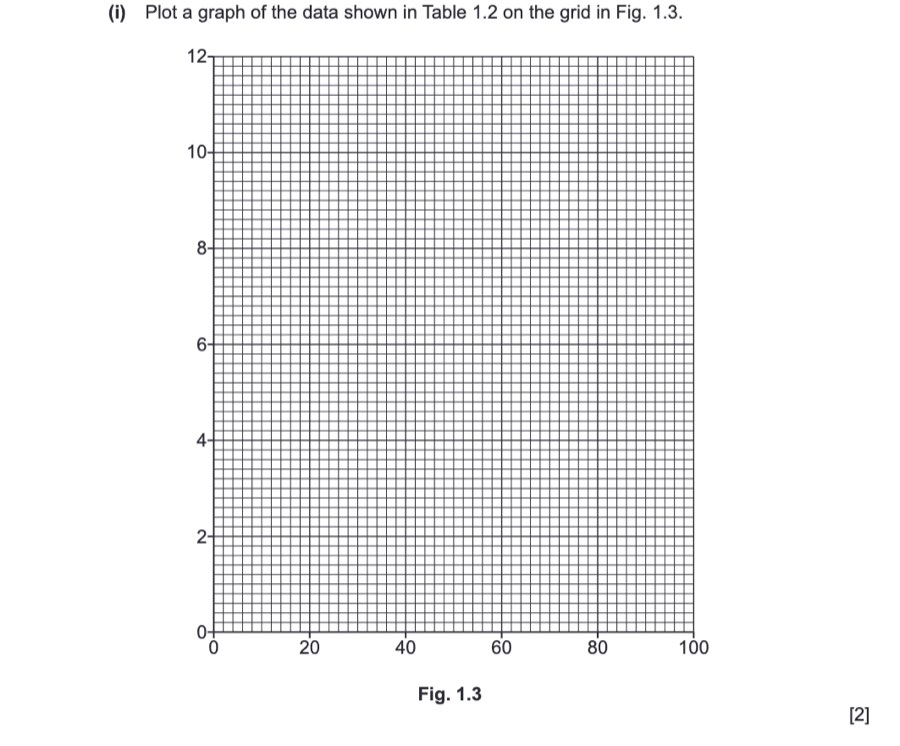 (i) Plot a graph of the data shown in Table 1.2 on the grid in Fig. 1.3.
12
10
8
6
4
2
0
0 20 40 60 80 100
Fig. 1.3
[2]